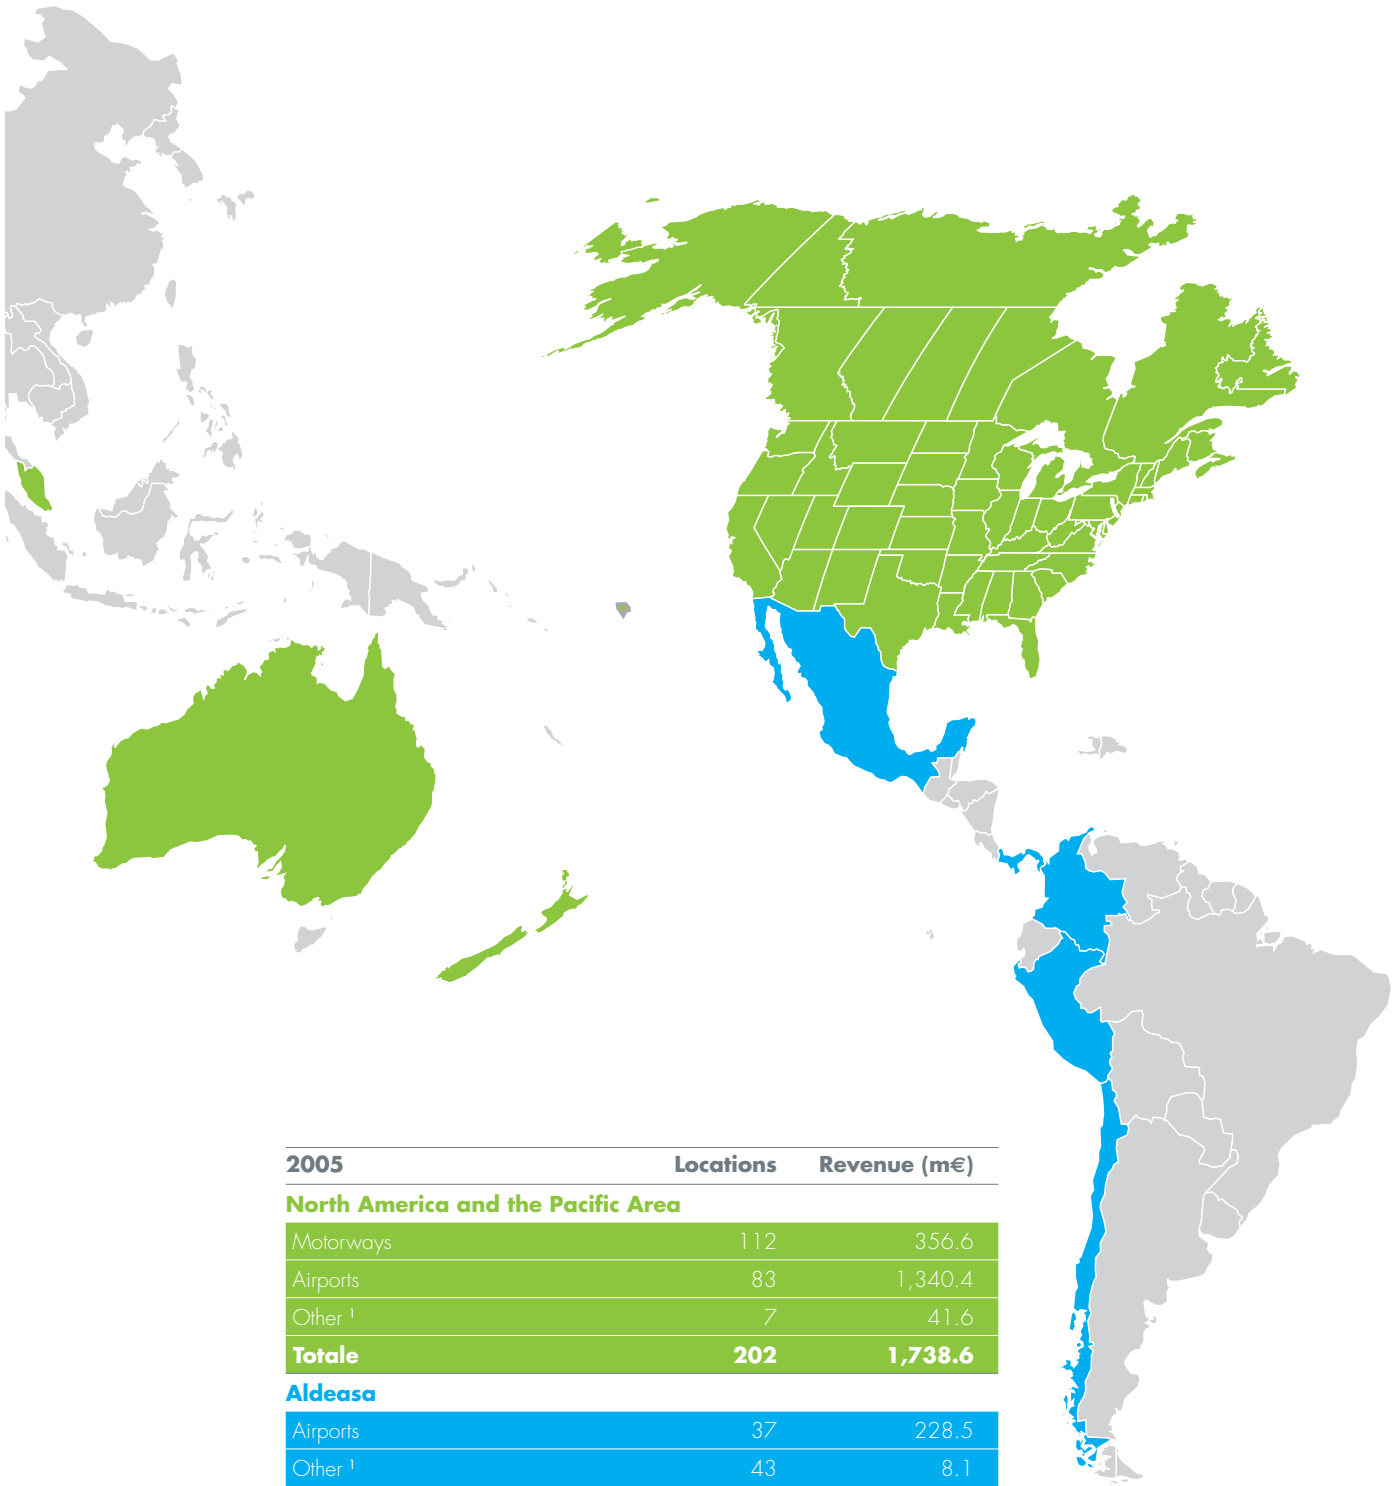 2005 Locations Revenue (m€)
North America and the Pacific Area
Motorways 112 356.6
Airports 83 1,340.4
Other ¹ 7 41.6
Totale 202 1,738.6
Aldeasa
Airports 37 228.5
Other ¹ 43 8.1